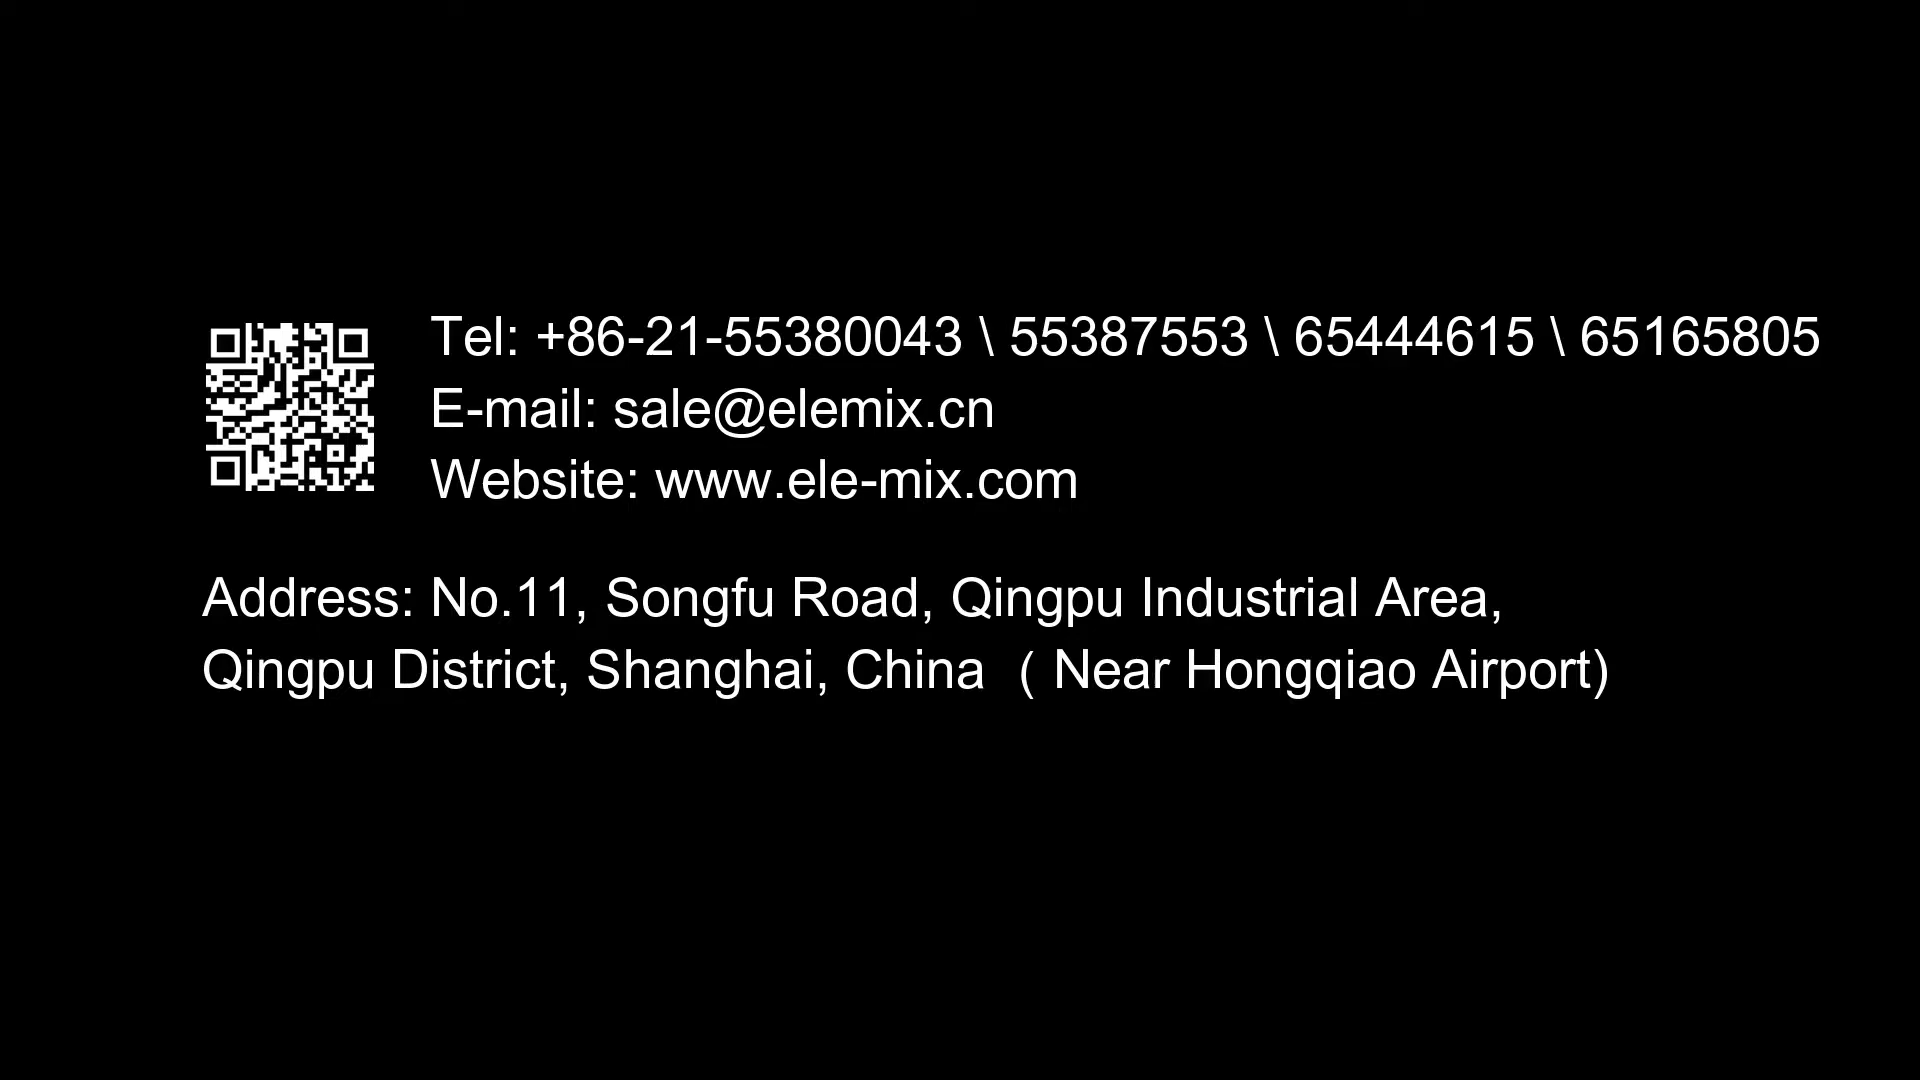 Tel: +86-21-55380043 \ 55387553 \ 65444615 \ 65165805
E-mail: sale@elemix.cn
Website: www.ele-mix.com
Address: No.11, Songfu Road, Qingpu Industrial Area,
Qingpu District, Shanghai, China ( Near Hongqiao Airport)